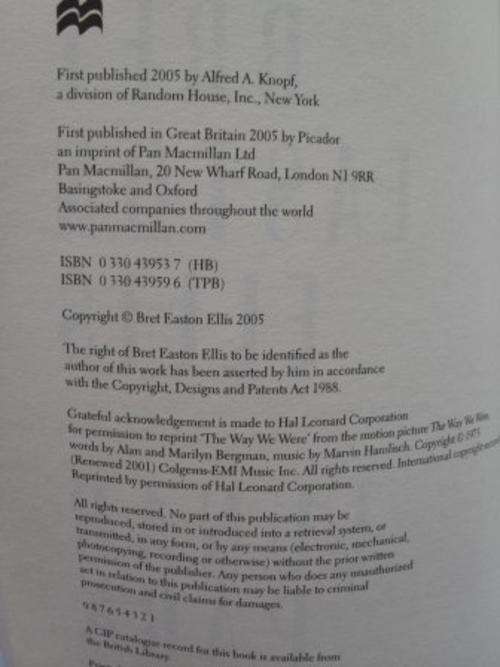 First published 2005 by Alfred A. Knopf,
a division of Random House, Inc., New York
First published in Great Britain 2005 by Picador
an imprint of Pan Macmillan Ltd
Pan Macmillan, 20 New Wharf Road, London N1 9RR
Basingstoke and Oxford
Associated companies throughout the world
www.panmacmillan.com
ISBN 0 330 43953 7 (HB)
ISBN 0 330 43959 6 (TPB)
Copyright © Bret Easton Ellis 2005
The right of Bret Easton Ellis to be identified as the
author of this work has been asserted by him in accordance
with the Copyright, Designs and Patents Act 1988.
Grateful acknowledgement is made to Hal Leonard Corporation
for permission to reprint 'The Way We Were' from the motion picture The Way We Were,
words by Alan and Marilyn Bergman, music by Marvin Hamlisch. Copyright © 1973
(Renewed 2001) Colgems-EMI Music Inc. All rights reserved. International copyright
Reprinted by permission of Hal Leonard Corporation.
All rights reserved. No part of this publication may be
reproduced, stored in or introduced into a retrieval system, or
transmitted, in any form, or by any means (electronic, mechanical,
photocopying, recording or otherwise) without the prior written
permission of the publisher. Any person who does any unauthorized
act in relation to this publication may be liable to criminal
prosecution and civil claims for damages.
9 8 7 6 5 4 3 2 1
A CIP catalogue record for this book is available from
the British Library.